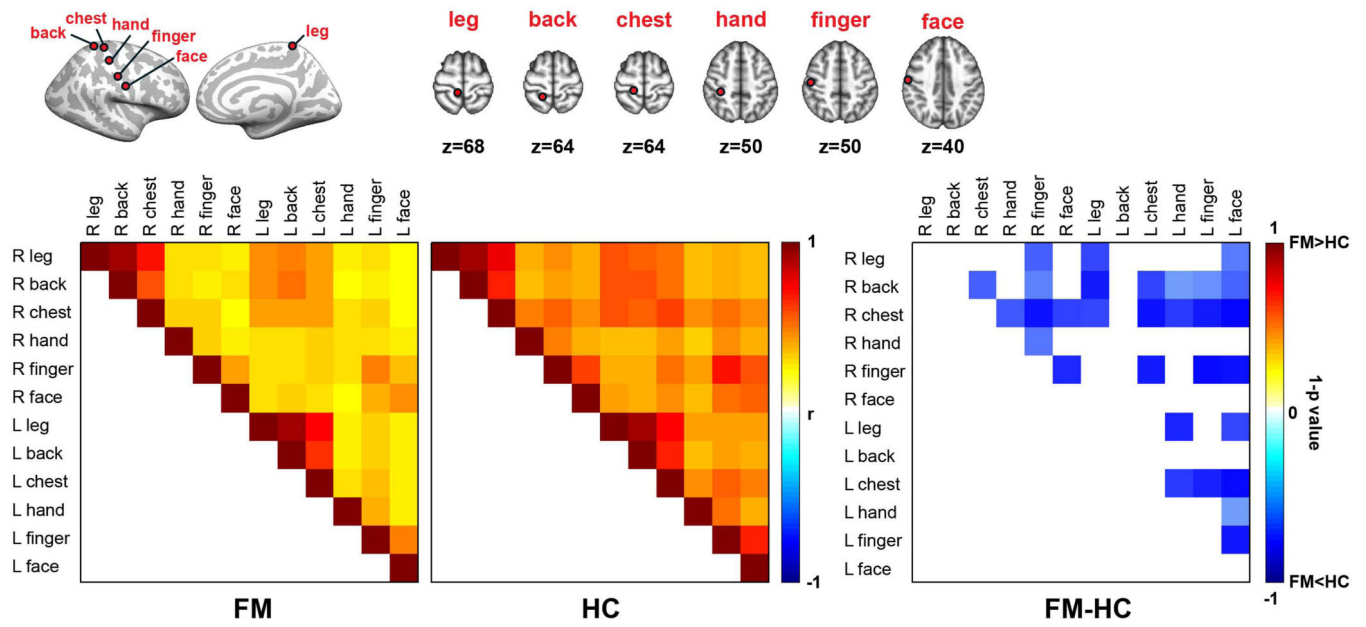 chest
hand
back
finger
face
leg
leg back chest hand finger face
z=68 z=64 z=64 z=50 z=50 z=40
R leg R back R chest R hand R finger R face L leg L back L chest L hand L finger L face
R leg R back R chest R hand R finger R face L leg L back L chest L hand L finger L face
R leg
R back
R chest
R hand
R finger
R face
L leg
L back
L chest
L hand
L finger
L face
FM
HC
1
r
-1
R leg
R back
R chest
R hand
R finger
R face
L leg
L back
L chest
L hand
L finger
L face
FM-HC
1
FM>HC
0
1-p value
FM<HC
-1